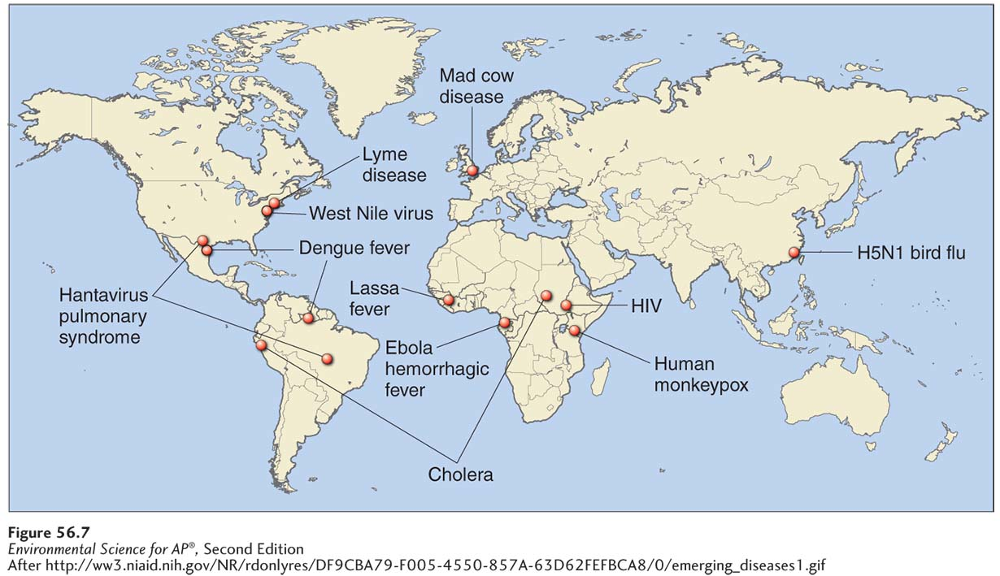 Mad cow
disease
Lyme
disease
West Nile virus
Dengue fever
H5N1 bird flu
Hantavirus
pulmonary
syndrome
Lassa
fever
HIV
Ebola
hemorrhagic
fever
Human
monkeypox
Cholera
Figure 56.7
Environmental Science for AP®, Second Edition
After http://ww3.niaid.nih.gov/NR/rdonlyres/DF9CBA79-F005-4550-857A-63D62FEFBCA8/0/emerging_diseases1.gif